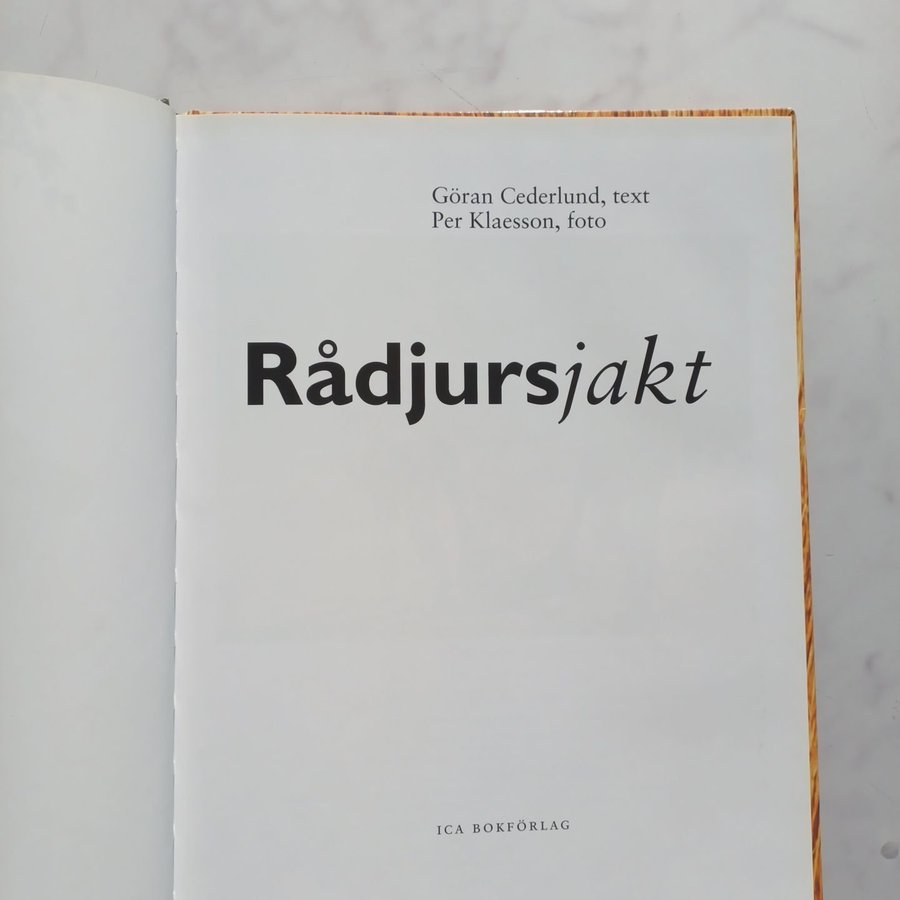 Göran Cederlund, text
Per Klaesson, foto
Rådjursjakt
ICA BOKFÖRLAG